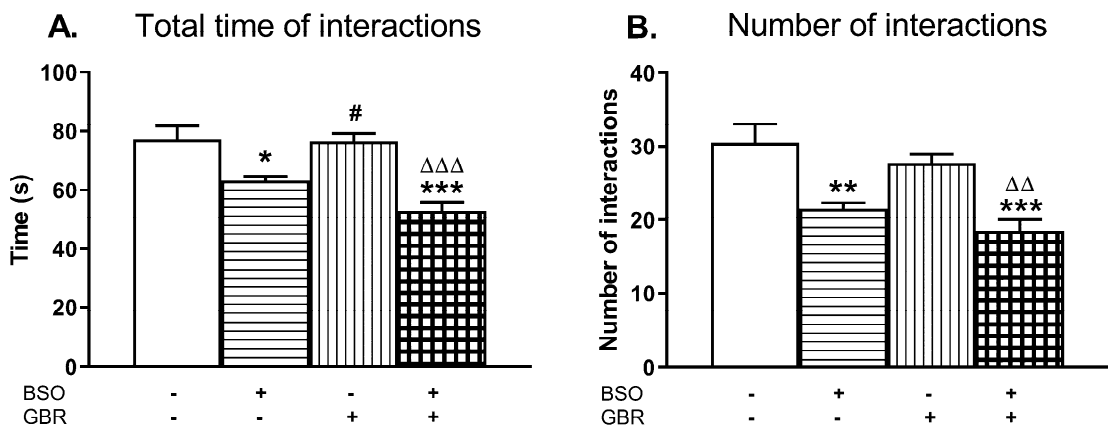 A. Total time of interactions
100
80
60
40
20
0
Time (s)
*
#
ΔΔΔ
***
BSO - + - +
GBR - - + +
B. Number of interactions
40
30
20
10
0
Number of interactions
**
ΔΔ
***
BSO - + - +
GBR - - + +